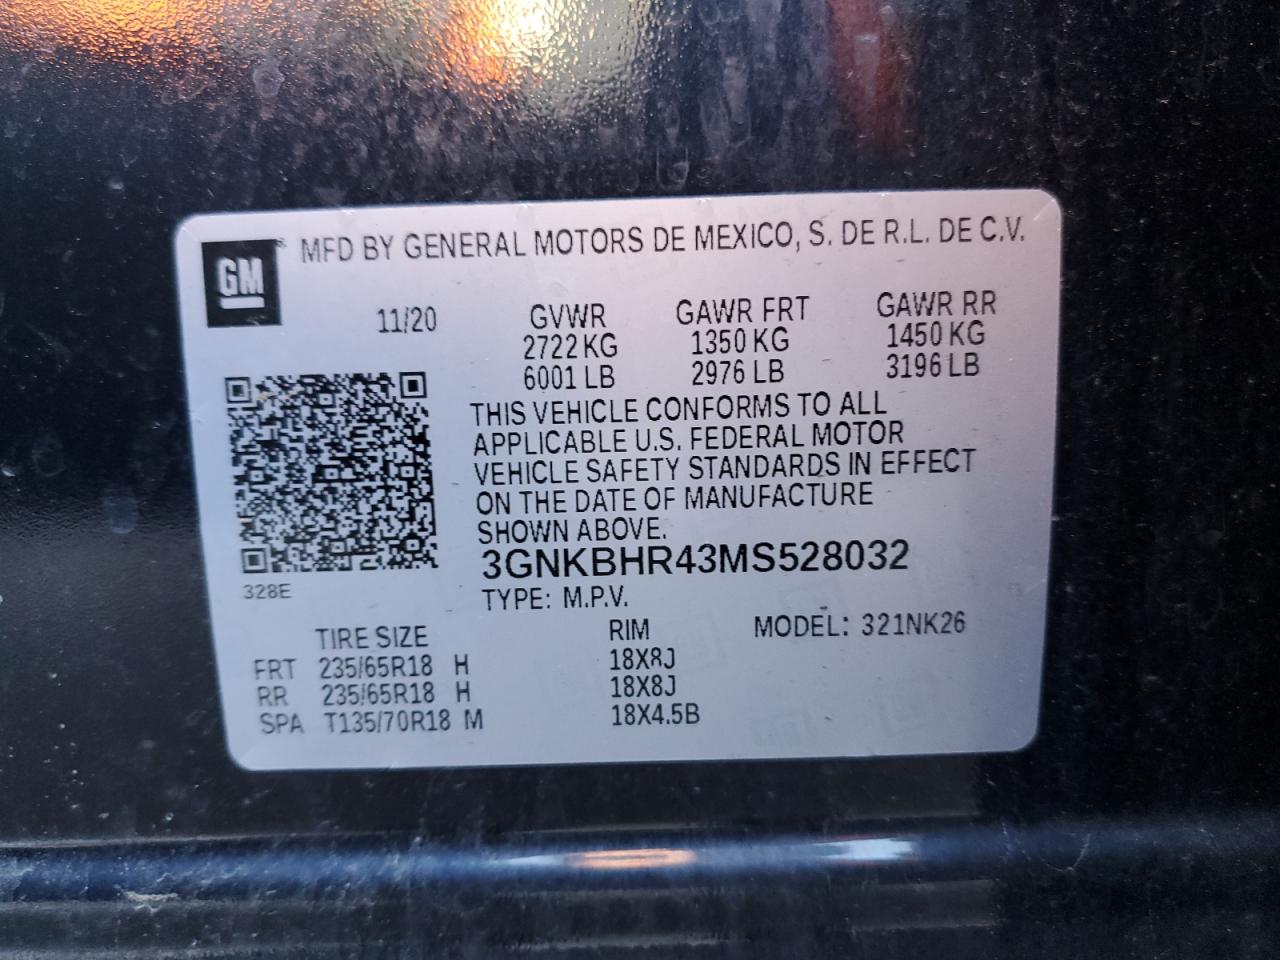 GM® MFD BY GENERAL MOTORS DE MEXICO, S. DE R.L. DE C.V.
11/20 GVWR GAWR FRT GAWR RR
2722 KG 1350 KG 1450 KG
6001 LB 2976 LB 3196 LB
THIS VEHICLE CONFORMS TO ALL
APPLICABLE U.S. FEDERAL MOTOR
VEHICLE SAFETY STANDARDS IN EFFECT
ON THE DATE OF MANUFACTURE
SHOWN ABOVE.
3GNKBHR43MS528032
328E
TYPE: M.P.V.
TIRE SIZE RIM MODEL: 321NK26
FRT 235/65R18 H 18X8J
RR 235/65R18 H 18X8J
SPA T135/70R18 M 18X4.5B